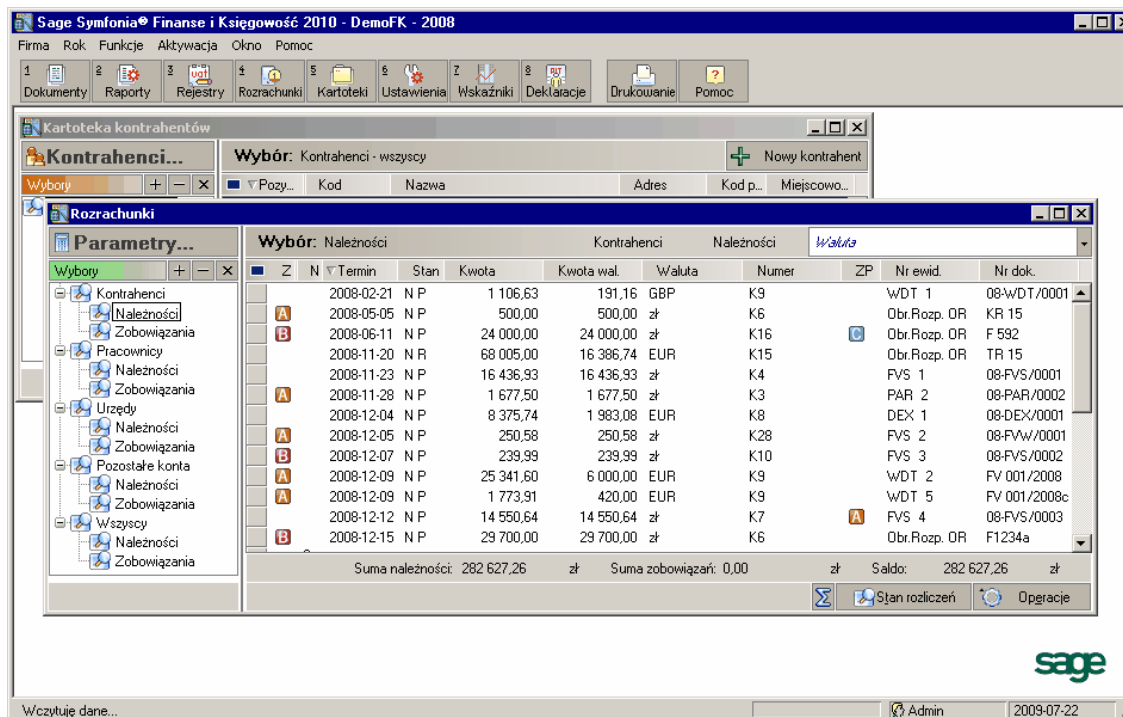 Sage Symfonia® Finanse i Księgowość 2010 - DemoFK - 2008
Firma Rok Funkcje Aktywacja Okno Pomoc
1 2 3 4 5 6 7 8
Dokumenty Raporty Rejestry Rozrachunki Kartoteki Ustawienia Wskaźniki Deklaracje Drukowanie Pomoc
Kartoteka kontrahentów
Kontrahenci... Wybór: Kontrahenci - wszyscy Nowy kontrahent
Wybory Pozy... Kod Nazwa Adres Kod p... Miejscowo...
Rozrachunki
Parametry... Wybór: Należności Kontrahenci Należności Waluta
Wybory Z N Termin Stan Kwota Kwota wal. Waluta Numer ZP Nr ewid. Nr dok.
Kontrahenci 2008-02-21 N P 1 106,63 191,16 GBP K9 WDT 1 08-WDT/0001
Należności A 2008-05-05 N P 500,00 500,00 zł K6 Obr.Rozp. OR KR 15
Zobowiązania B 2008-06-11 N P 24 000,00 24 000,00 zł K16 C Obr.Rozp. OR F 592
Pracownicy 2008-11-20 N R 68 005,00 16 386,74 EUR K15 Obr.Rozp. OR TR 15
Należności 2008-11-23 N P 16 436,93 16 436,93 zł K4 FVS 1 08-FVS/0001
Zobowiązania A 2008-11-28 N P 1 677,50 1 677,50 zł K3 PAR 2 08-PAR/0002
Urzędy 2008-12-04 N P 8 375,74 1 983,08 EUR K8 DEX 1 08-DEX/0001
Należności A 2008-12-05 N P 250,58 250,58 zł K28 FVS 2 08-FVW/0001
Zobowiązania B 2008-12-07 N P 239,99 239,99 zł K10 FVS 3 08-FVS/0002
Pozostałe konta A 2008-12-09 N P 25 341,60 6 000,00 EUR K9 WDT 2 FV 001/2008
Należności A 2008-12-09 N P 1 773,91 420,00 EUR K9 WDT 5 FV 001/2008c
Zobowiązania 2008-12-12 N P 14 550,64 14 550,64 zł K7 A FVS 4 08-FVS/0003
Wszyscy B 2008-12-15 N P 29 700,00 29 700,00 zł K6 Obr.Rozp. OR F1234a
Należności
Zobowiązania Suma należności: 282 627,26 zł Suma zobowiązań: 0,00 zł Saldo: 282 627,26 zł
Σ Stan rozliczeń Operacje
sage
Wczytuję dane... Admin 2009-07-22